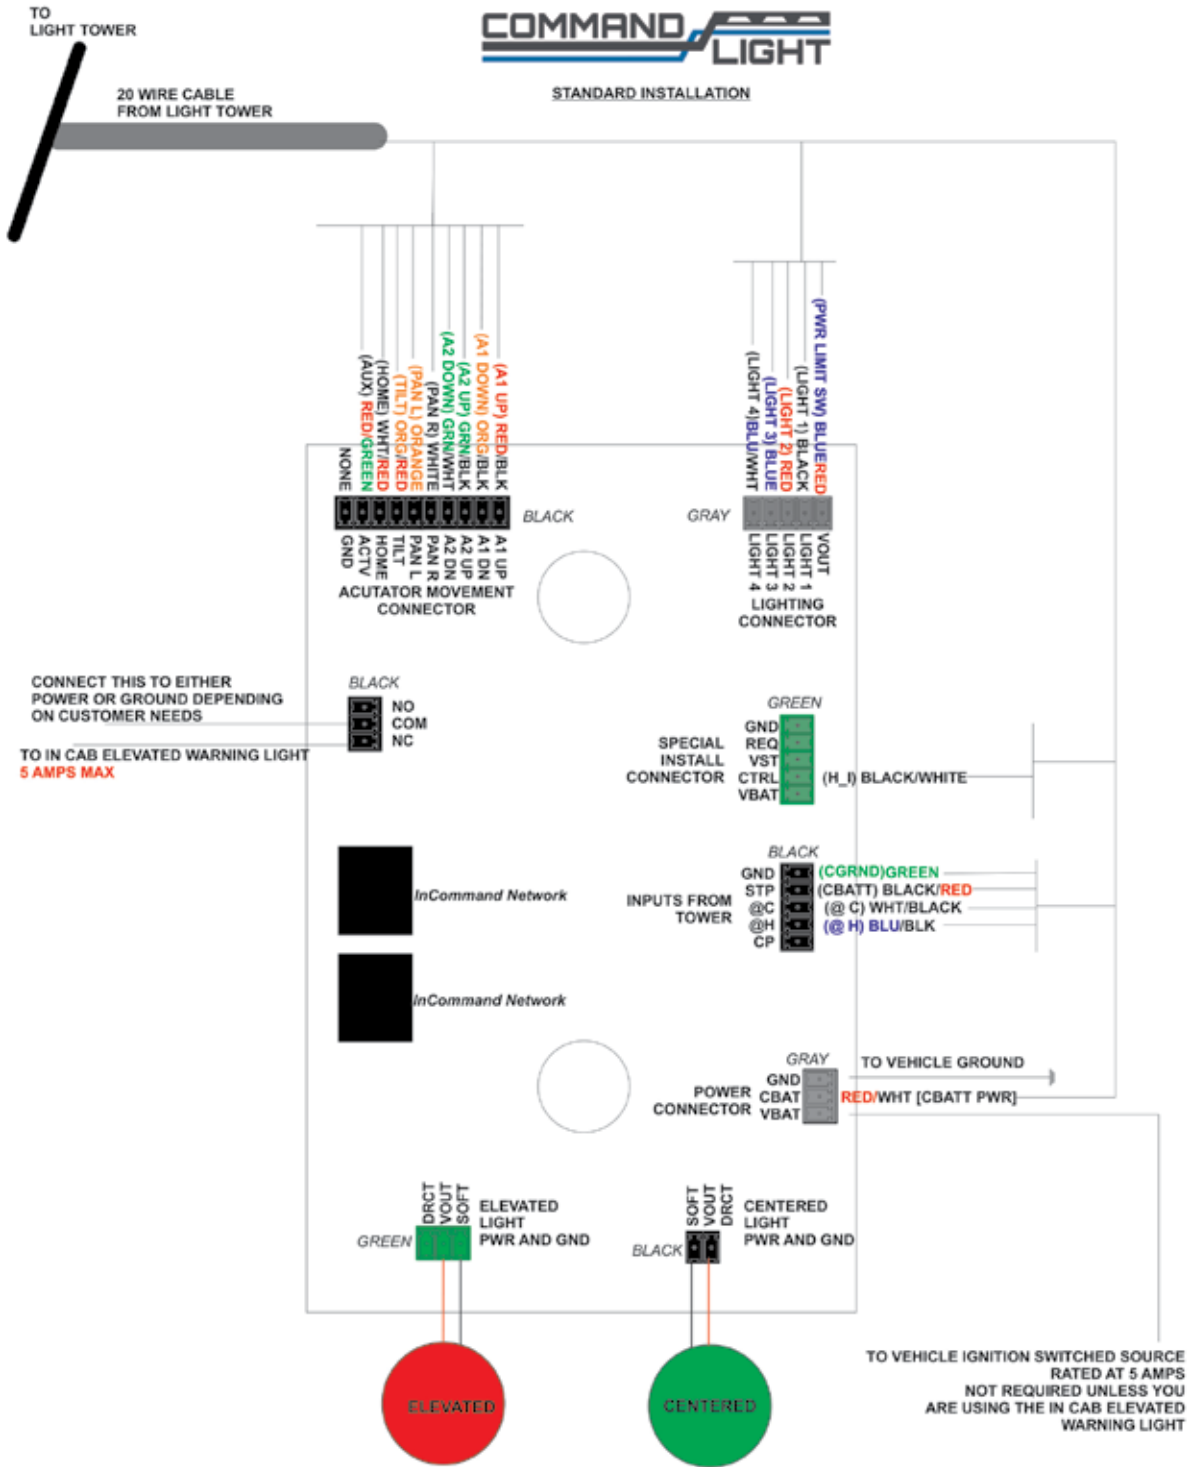 TO
LIGHT TOWER
COMMAND
LIGHT
STANDARD INSTALLATION
20 WIRE CABLE
FROM LIGHT TOWER
NONE
(AUX) RED/GREEN
(HOME) WHT/RED
(TILT) ORG/RED
(PAN L) ORANGE
(PAN R) WHITE
(A2 DOWN) GRN/WHT
(A2 UP) GRN/BLK
(A1 DOWN) ORG/BLK
(A1 UP) RED/BLK
BLACK
GND
ACTV
HOME
TILT
PAN L
PAN R
A2 DN
A2 UP
A1 DN
A1 UP
ACUTATOR MOVEMENT
CONNECTOR
(LIGHT 4)BLU/WHT
(LIGHT 3) BLUE
(LIGHT 2) RED
(LIGHT 1) BLACK
(PWR LIMIT SW) BLUERED
GRAY
LIGHT 4
LIGHT 3
LIGHT 2
LIGHT 1
VOUT
LIGHTING
CONNECTOR
CONNECT THIS TO EITHER
POWER OR GROUND DEPENDING
ON CUSTOMER NEEDS
TO IN CAB ELEVATED WARNING LIGHT
5 AMPS MAX
BLACK
NO
COM
NC
GREEN
SPECIAL
INSTALL
CONNECTOR
GND
REQ
VST
CTRL
VBAT
(H_I) BLACK/WHITE
BLACK
INPUTS FROM
TOWER
GND
STP
@C
@H
CP
(CGRND)GREEN
(CBATT) BLACK/RED
(@ C) WHT/BLACK
(@ H) BLU/BLK
InCommand Network
InCommand Network
GRAY
POWER
CONNECTOR
GND
CBAT
VBAT
TO VEHICLE GROUND
RED/WHT [CBATT PWR]
DRCT
VOUT
SOFT
ELEVATED
LIGHT
PWR AND GND
GREEN
SOFT
VOUT
DRCT
CENTERED
LIGHT
PWR AND GND
BLACK
ELEVATED
CENTERED
TO VEHICLE IGNITION SWITCHED SOURCE
RATED AT 5 AMPS
NOT REQUIRED UNLESS YOU
ARE USING THE IN CAB ELEVATED
WARNING LIGHT